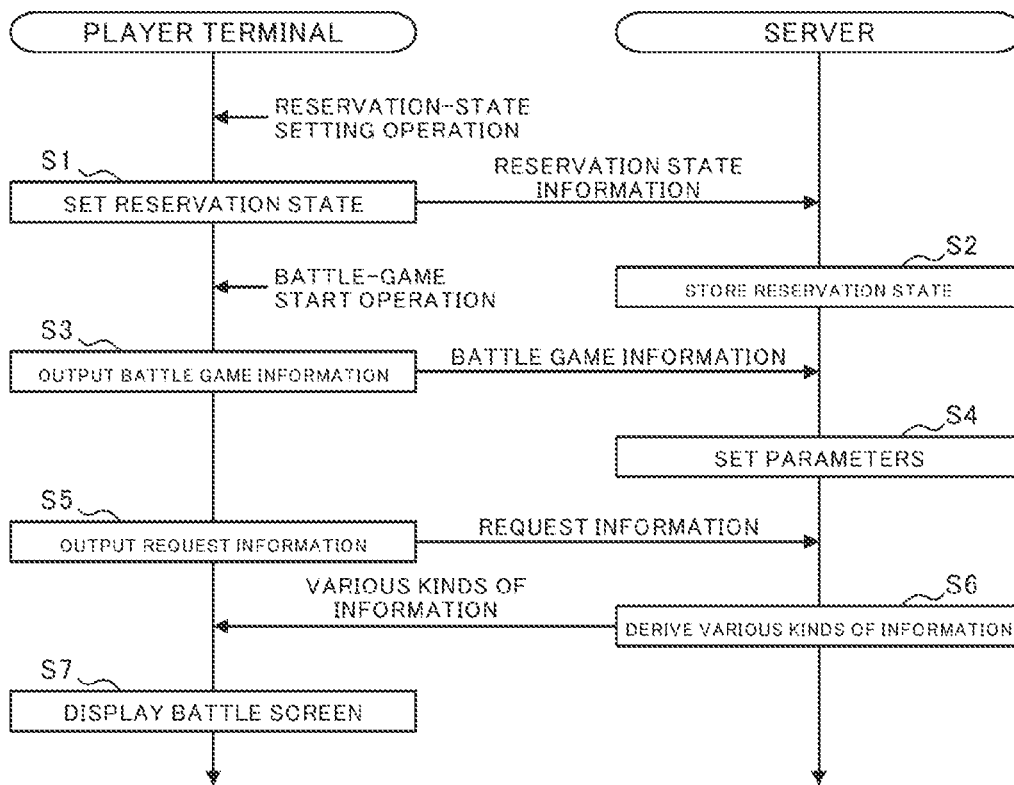 PLAYER TERMINAL
SERVER
RESERVATION-STATE
SETTING OPERATION
S1
SET RESERVATION STATE
RESERVATION STATE
INFORMATION
S2
STORE RESERVATION STATE
BATTLE-GAME
START OPERATION
S3
OUTPUT BATTLE GAME INFORMATION
BATTLE GAME INFORMATION
S4
SET PARAMETERS
S5
OUTPUT REQUEST INFORMATION
REQUEST INFORMATION
VARIOUS KINDS OF
INFORMATION
S6
DERIVE VARIOUS KINDS OF INFORMATION
S7
DISPLAY BATTLE SCREEN